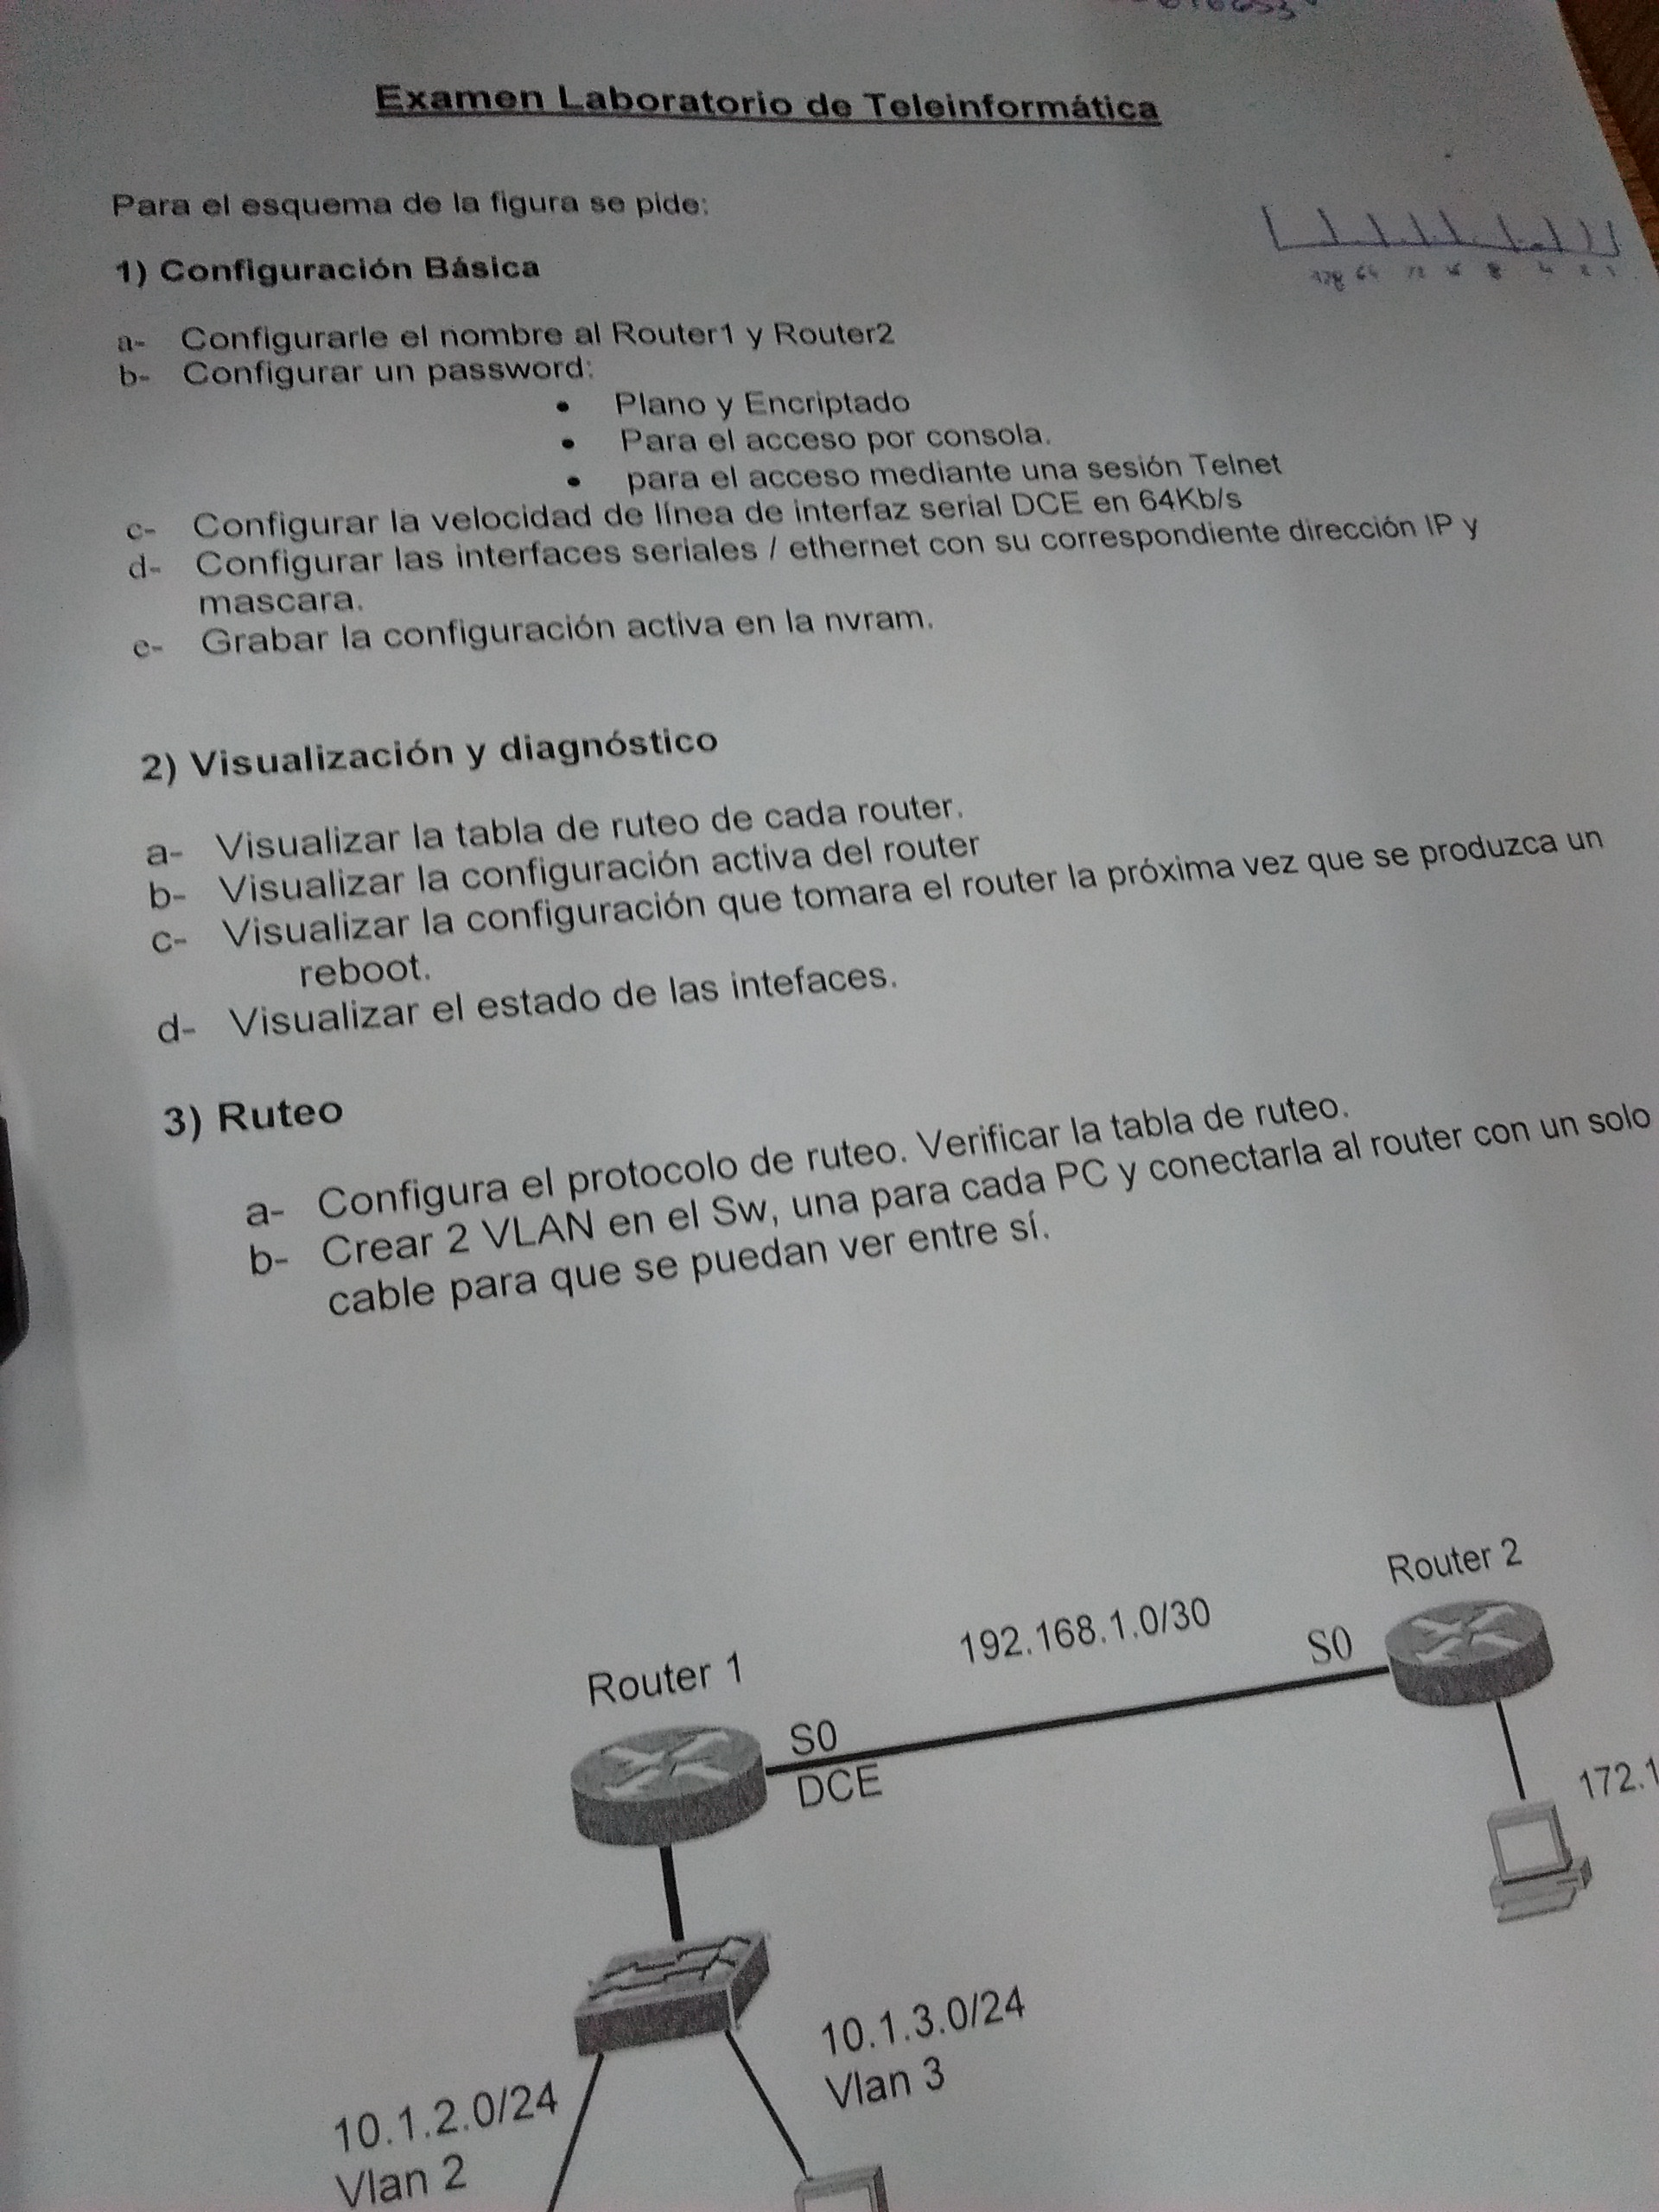 Examen Laboratorio de Teleinformática
Para el esquema de la figura se pide:
1) Configuración Básica
a- Configurarle el nombre al Router1 y Router2
b- Configurar un password:
• Plano y Encriptado
• Para el acceso por consola.
• para el acceso mediante una sesión Telnet
c- Configurar la velocidad de línea de interfaz serial DCE en 64Kb/s
d- Configurar las interfaces seriales / ethernet con su correspondiente dirección IP y
mascara.
e- Grabar la configuración activa en la nvram.
2) Visualización y diagnóstico
a- Visualizar la tabla de ruteo de cada router.
b- Visualizar la configuración activa del router
c- Visualizar la configuración que tomara el router la próxima vez que se produzca un
reboot.
d- Visualizar el estado de las intefaces.
3) Ruteo
a- Configura el protocolo de ruteo. Verificar la tabla de ruteo.
b- Crear 2 VLAN en el Sw, una para cada PC y conectarla al router con un solo
cable para que se puedan ver entre sí.
Router 2
192.168.1.0/30
S0
Router 1
S0
DCE
172.1
10.1.3.0/24
Vlan 3
10.1.2.0/24
Vlan 2